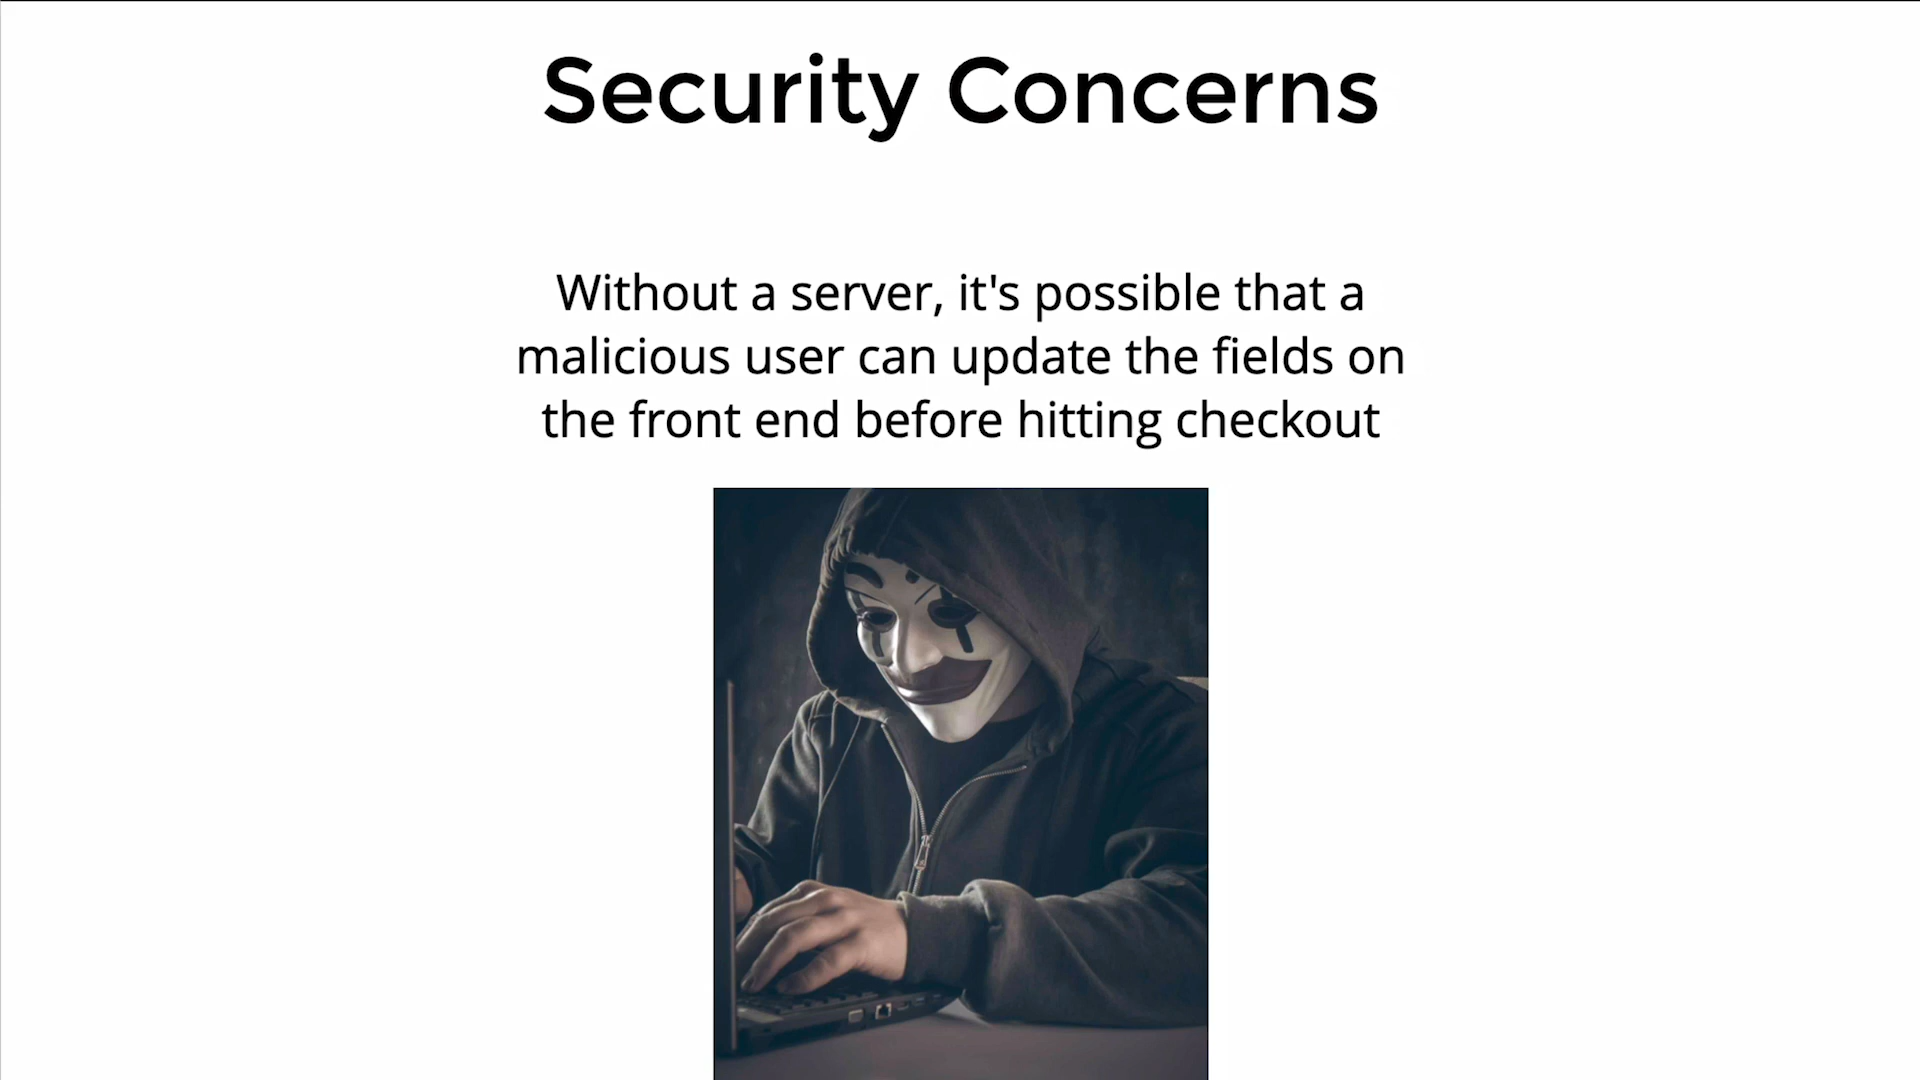 Security Concerns
Without a server, it's possible that a
malicious user can update the fields on
the front end before hitting checkout